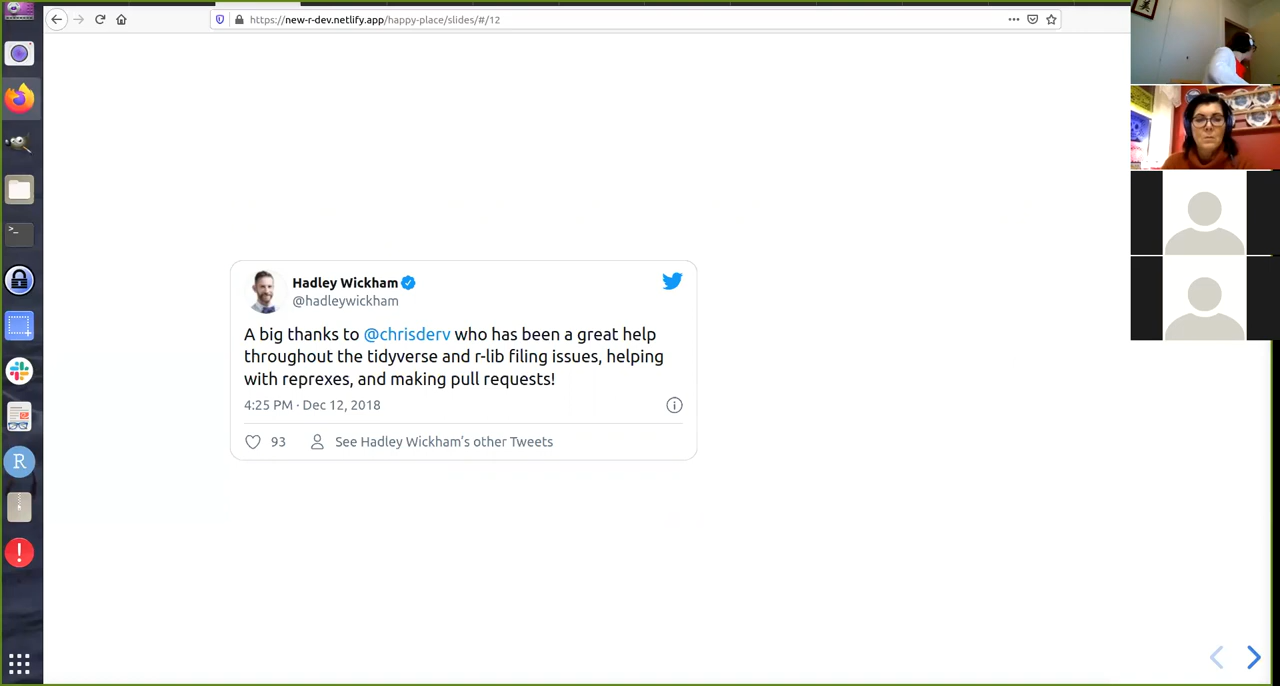 https://new-r-dev.netlify.app/happy-place/slides/#/12
Hadley Wickham
@hadleywickham
A big thanks to @chrisderv who has been a great help
throughout the tidyverse and r-lib filing issues, helping
with reprexes, and making pull requests!
4:25 PM · Dec 12, 2018
93 See Hadley Wickham’s other Tweets
>_
R
!